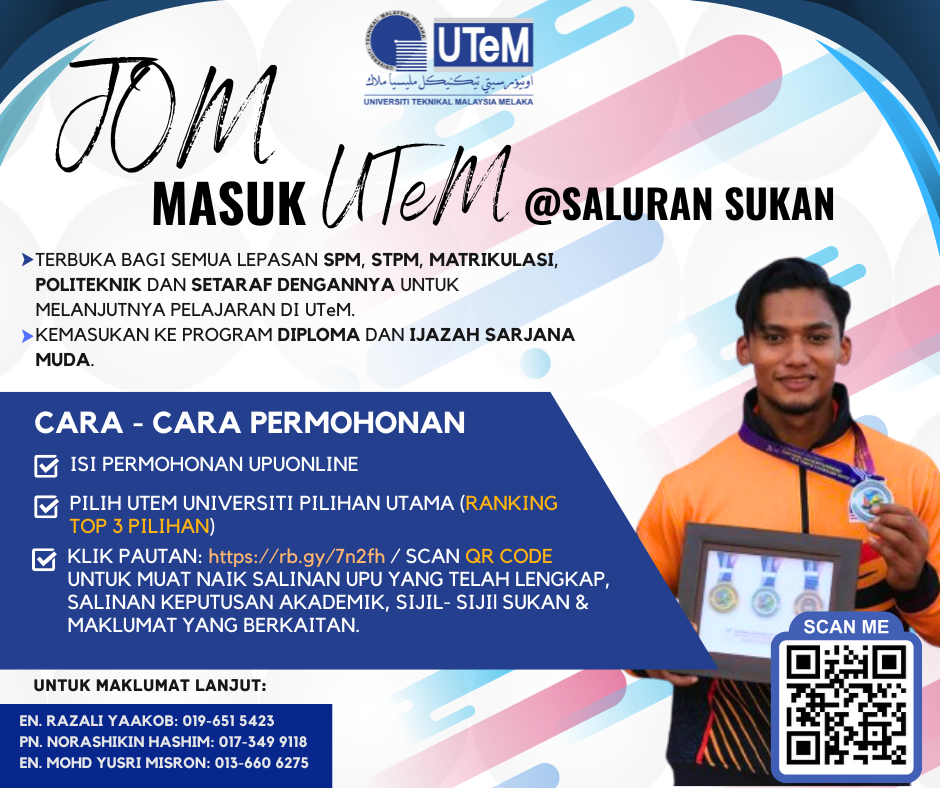 UTeM
اونيۏرسيتي تيكنيكل مليسيا ملاك
UNIVERSITI TEKNIKAL MALAYSIA MELAKA
JOM
MASUK UTeM @SALURAN SUKAN
TERBUKA BAGI SEMUA LEPASAN SPM, STPM, MATRIKULASI,
POLITEKNIK DAN SETARAF DENGANNYA UNTUK
MELANJUTNYA PELAJARAN DI UTeM.
KEMASUKAN KE PROGRAM DIPLOMA DAN IJAZAH SARJANA
MUDA.
CARA - CARA PERMOHONAN
ISI PERMOHONAN UPUONLINE
PILIH UTEM UNIVERSITI PILIHAN UTAMA (RANKING
TOP 3 PILIHAN)
KLIK PAUTAN: https://rb.gy/7n2fh / SCAN QR CODE
UNTUK MUAT NAIK SALINAN UPU YANG TELAH LENGKAP,
SALINAN KEPUTUSAN AKADEMIK, SIJIL- SIJIl SUKAN &
MAKLUMAT YANG BERKAITAN.
SCAN ME
UNTUK MAKLUMAT LANJUT:
EN. RAZALI YAAKOB: 019-651 5423
PN. NORASHIKIN HASHIM: 017-349 9118
EN. MOHD YUSRI MISRON: 013-660 6275